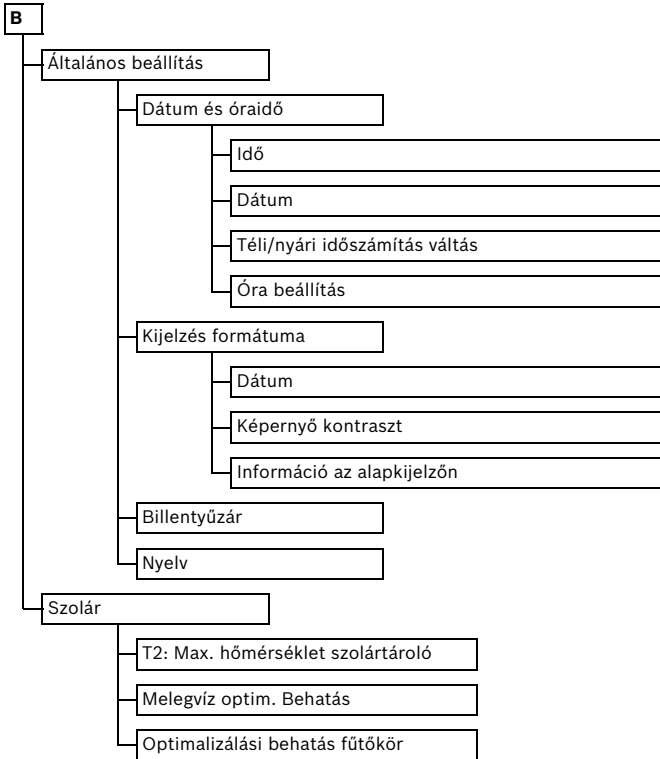 B
Általános beállítás
Dátum és óraidő
Idő
Dátum
Téli/nyári időszámítás váltás
Óra beállítás
Kijelzés formátuma
Dátum
Képernyő kontraszt
Információ az alapkijelzőn
Billentyűzár
Nyelv
Szolár
T2: Max. hőmérséklet szolártároló
Melegvíz optim. Behatás
Optimalizálási behatás fűtőkör